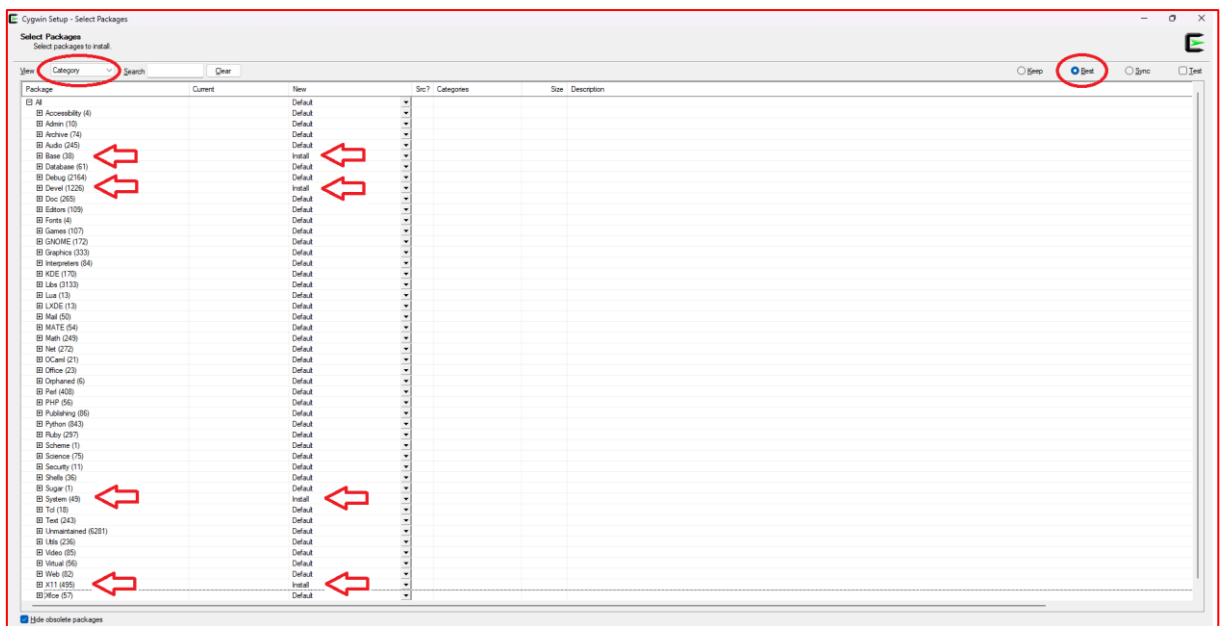 Cygwin Setup - Select Packages
Select Packages
Select packages to install.
View Category Search Clear Keep Best Sync Test
Package Current New Src? Categories Size Description
All Default
Accessibility (4) Default
Admin (10) Default
Archive (74) Default
Audio (245) Default
Base (38) Install
Database (61) Default
Debug (2164) Default
Devel (1226) Install
Doc (265) Default
Editors (109) Default
Fonts (4) Default
Games (107) Default
GNOME (172) Default
Graphics (333) Default
Interpreters (84) Default
KDE (170) Default
Libs (3133) Default
Lua (13) Default
LXDE (13) Default
Mail (50) Default
MATE (54) Default
Math (249) Default
Net (272) Default
OCaml (21) Default
Office (23) Default
Orphaned (6) Default
Perl (408) Default
PHP (56) Default
Publishing (86) Default
Python (843) Default
Ruby (297) Default
Scheme (1) Default
Science (75) Default
Security (11) Default
Shells (36) Default
Sugar (1) Default
System (49) Install
Tcl (18) Default
Text (243) Default
Unmaintained (6281) Default
Utils (236) Default
Video (85) Default
Virtual (56) Default
Web (82) Default
X11 (495) Install
Xfce (57) Default
Hide obsolete packages